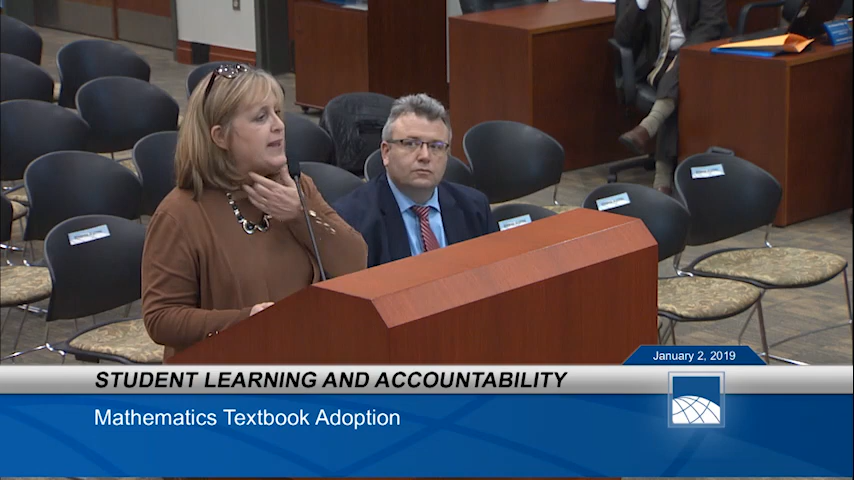 January 2, 2019
STUDENT LEARNING AND ACCOUNTABILITY
Mathematics Textbook Adoption